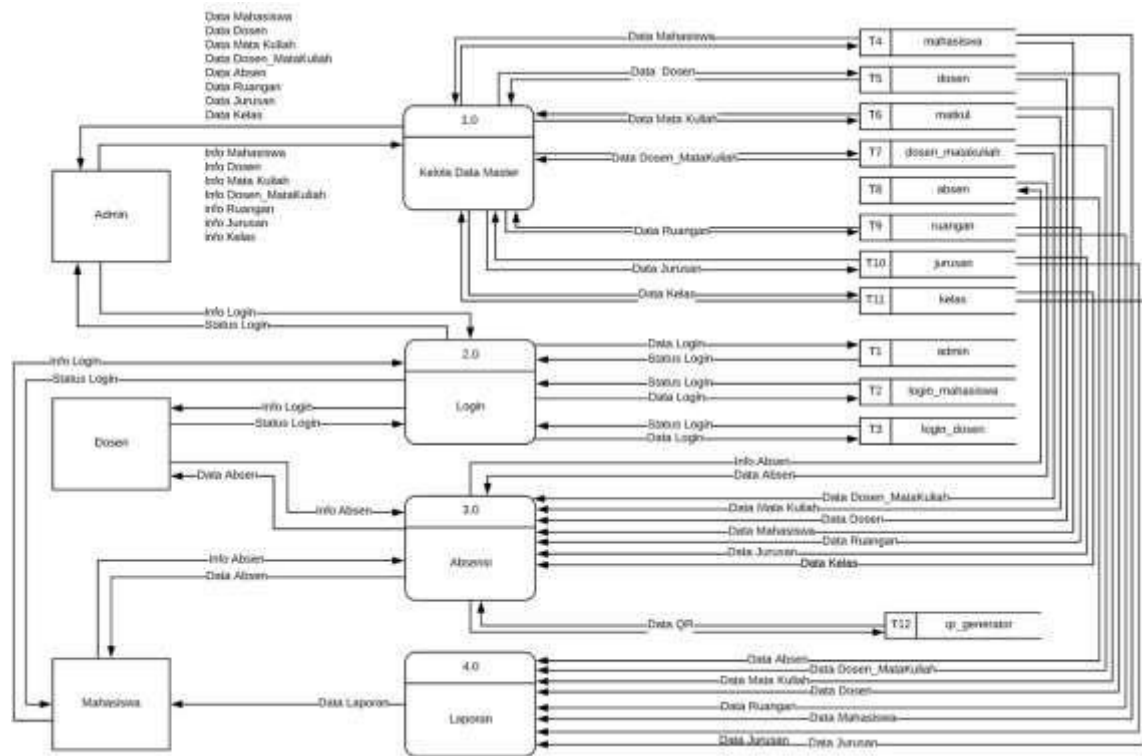 Data Mahasiswa
Data Dosen
Data Mata Kuliah
Data Dosen_MataKuliah
Data Absen
Data Ruangan
Data Jurusan
Data Kelas
Info Mahasiswa
Info Dosen
Info Mata Kuliah
Info Dosen_MataKuliah
Info Ruangan
info Jurusan
info Kelas
Admin
1.0
Kelola Data Master
Data Mahasiswa
Data Dosen
Data Mata Kuliah
Data Dosen_MataKuliah
Data Ruangan
Data Jurusan
Data Kelas
T4 mahasiswa
T5 dosen
T6 matkul
T7 dosen_matakuliah
T8 absen
T9 ruangan
T10 jurusan
T11 kelas
Info Login
Status Login
Info Login
Status Login
2.0
Login
Data Login
Status Login
Status Login
Data Login
Status Login
Data Login
T1 admin
T2 login_mahasiswa
T3 login_dosen
Dosen
Info Login
Status Login
Data Absen
Info Absen
Info Absen
Data Absen
3.0
Absensi
Info Absen
Data Absen
Data Dosen_MataKuliah
Data Mata Kuliah
Data Dosen
Data Mahasiswa
Data Ruangan
Data Jurusan
Data Kelas
Data QR
T12 qr_generator
Mahasiswa
Data Laporan
4.0
Laporan
Data Absen
Data Dosen_MataKuliah
Data Mata Kuliah
Data Dosen
Data Ruangan
Data Mahasiswa
Data Jurusan
Data Jurusan